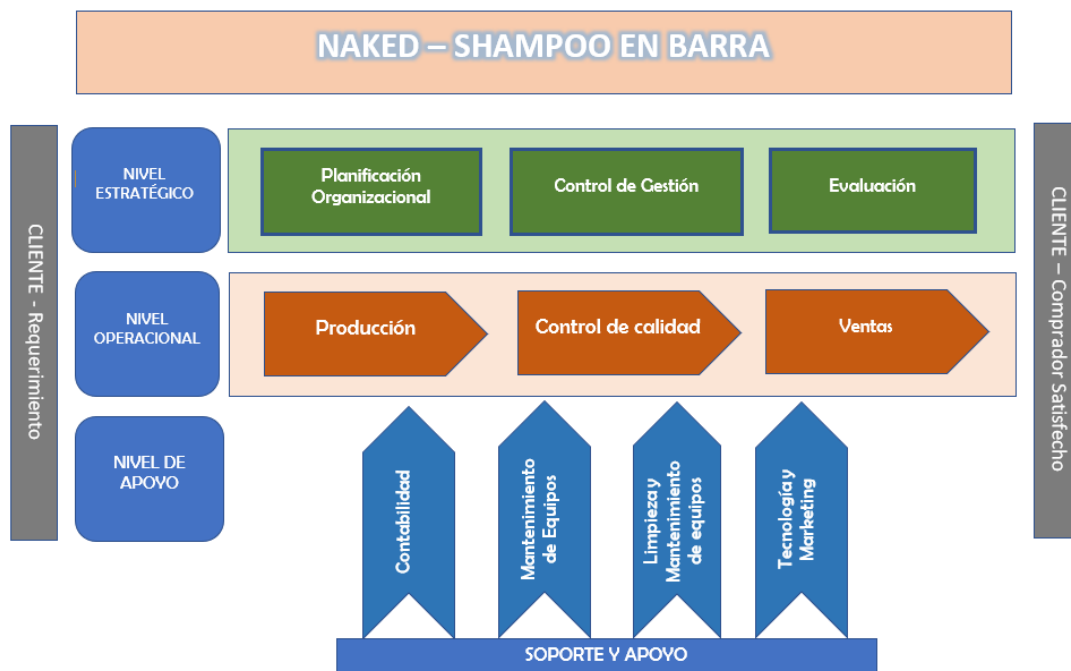 NAKED – SHAMPOO EN BARRA
CLIENTE - Requerimiento
NIVEL
ESTRATÉGICO
Planificación
Organizacional
Control de Gestión
Evaluación
NIVEL
OPERACIONAL
Producción
Control de calidad
Ventas
NIVEL DE
APOYO
Contabilidad
Mantenimiento
de Equipos
Limpieza y
Mantenimiento
de equipos
Tecnología y
Marketing
SOPORTE Y APOYO
CLIENTE – Comprador Satisfecho